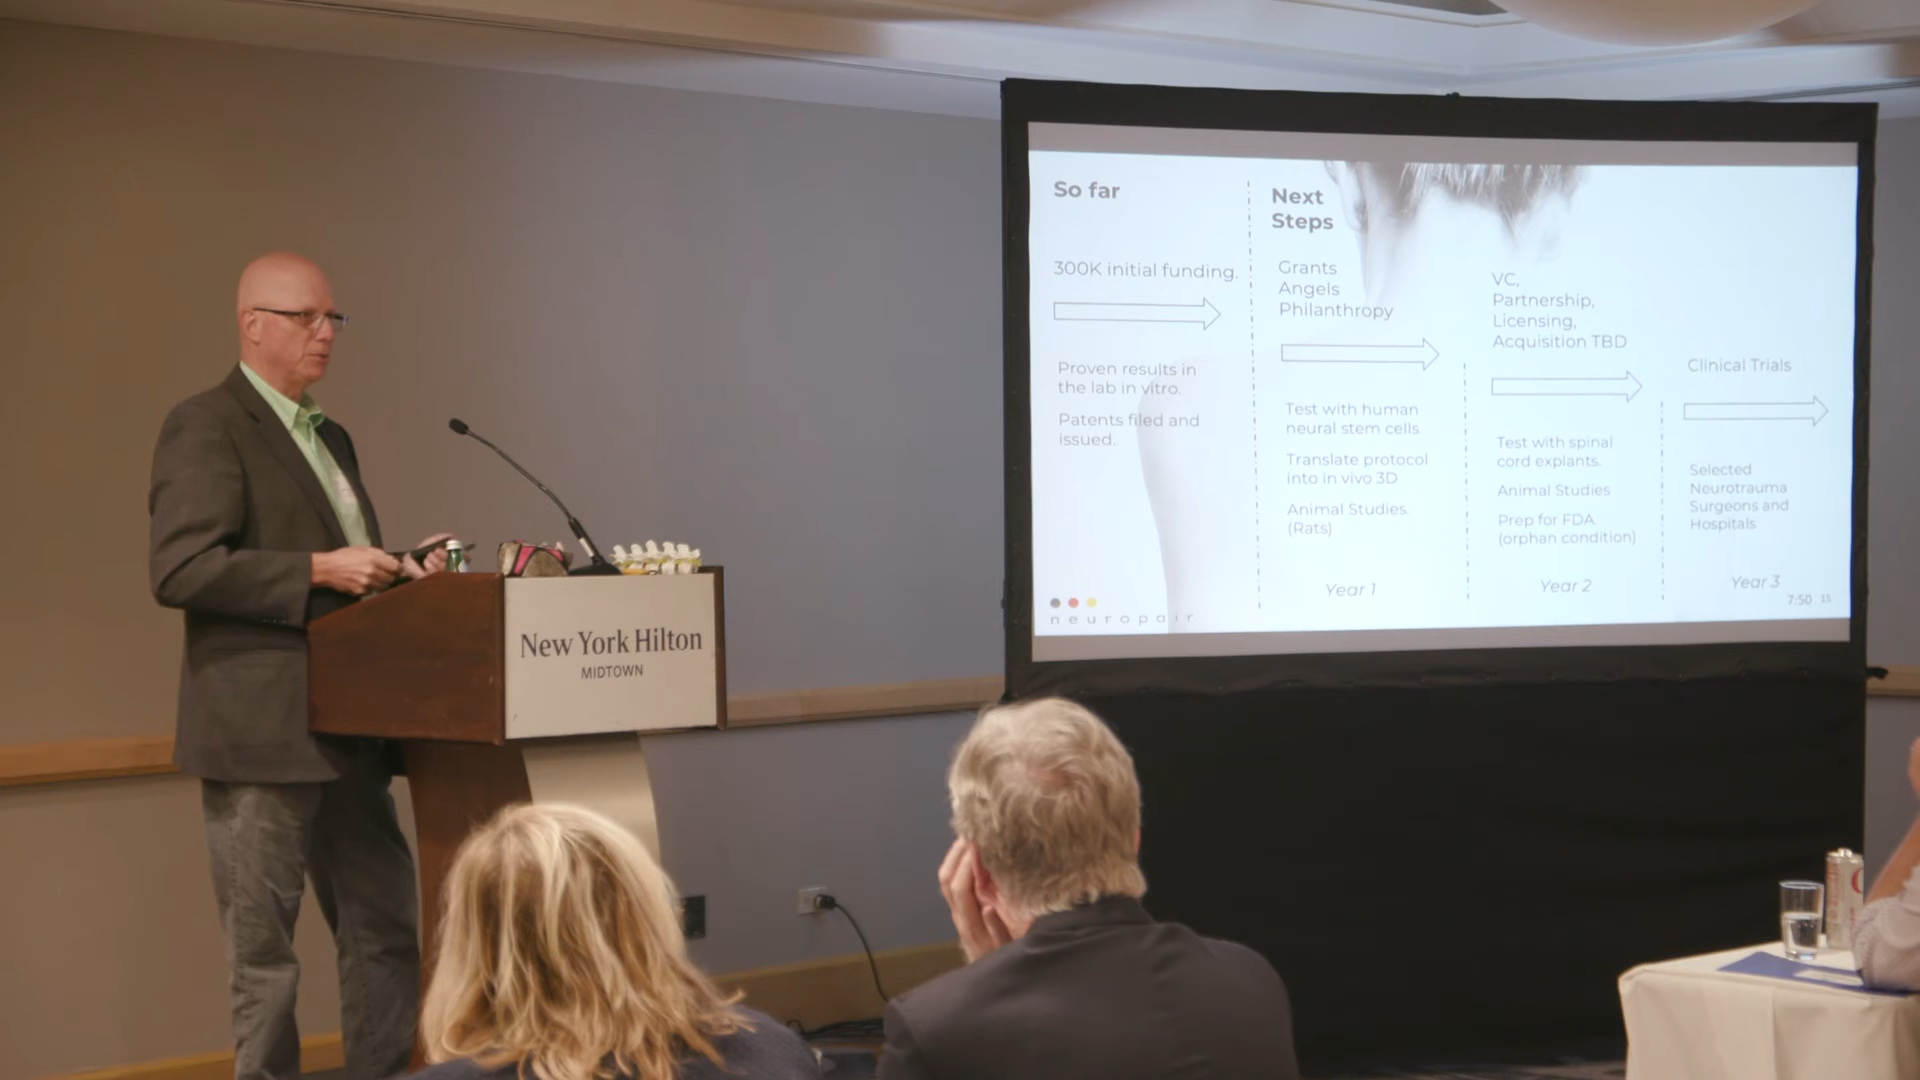 So far
300K initial funding.
Proven results in
the lab in vitro.
Patents filed and
issued.
Next
Steps
Grants
Angels
Philanthropy
Test with human
neural stem cells
Translate protocol
into in vivo 3D
Animal Studies.
(Rats)
Year 1
VC,
Partnership,
Licensing,
Acquisition TBD
Test with spinal
cord explants.
Animal Studies
Prep for FDA.
(orphan condition)
Year 2
Clinical Trials
Selected
Neurotrauma
Surgeons and
Hospitals
Year 3
7:50 15
neuropair
New York Hilton
MIDTOWN